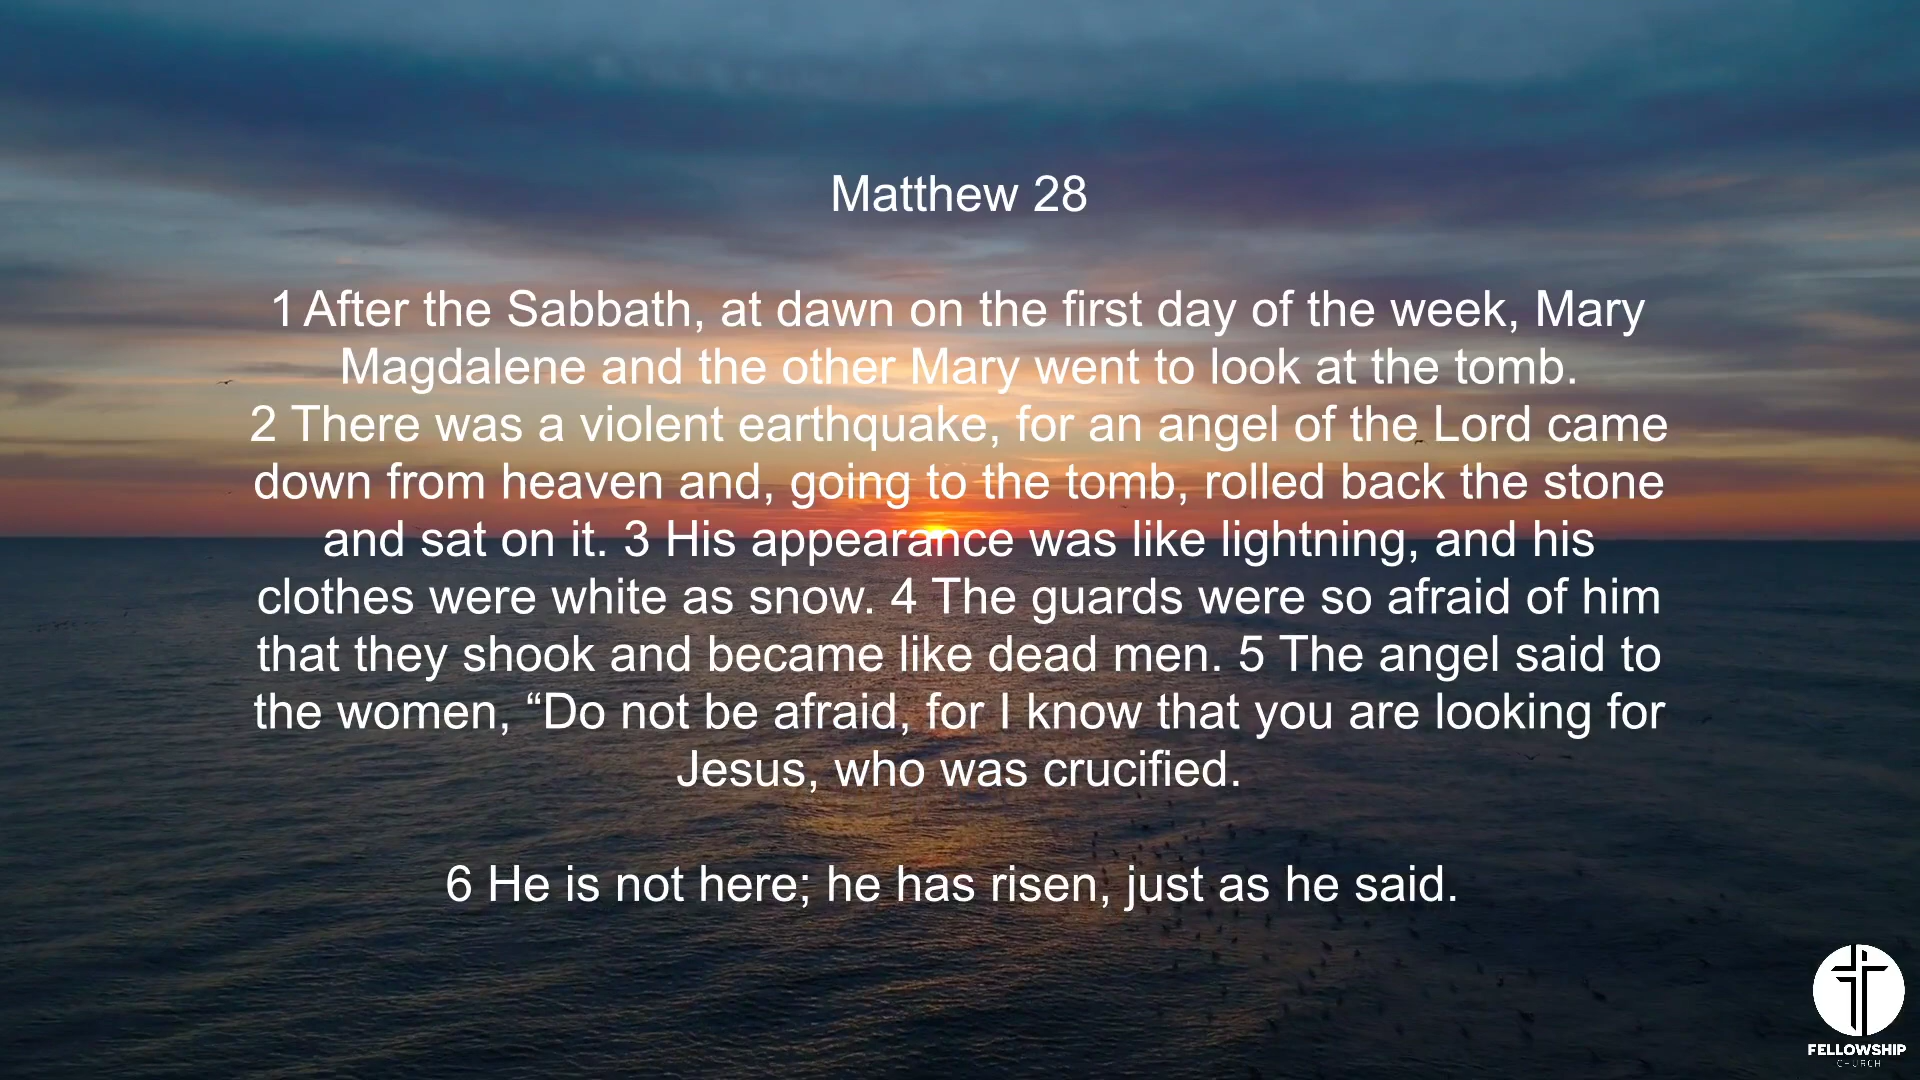 Matthew 28
1 After the Sabbath, at dawn on the first day of the week, Mary
Magdalene and the other Mary went to look at the tomb.
2 There was a violent earthquake, for an angel of the Lord came
down from heaven and, going to the tomb, rolled back the stone
and sat on it. 3 His appearance was like lightning, and his
clothes were white as snow. 4 The guards were so afraid of him
that they shook and became like dead men. 5 The angel said to
the women, “Do not be afraid, for I know that you are looking for
Jesus, who was crucified.
6 He is not here; he has risen, just as he said.
FELLOWSHIP
CHURCH